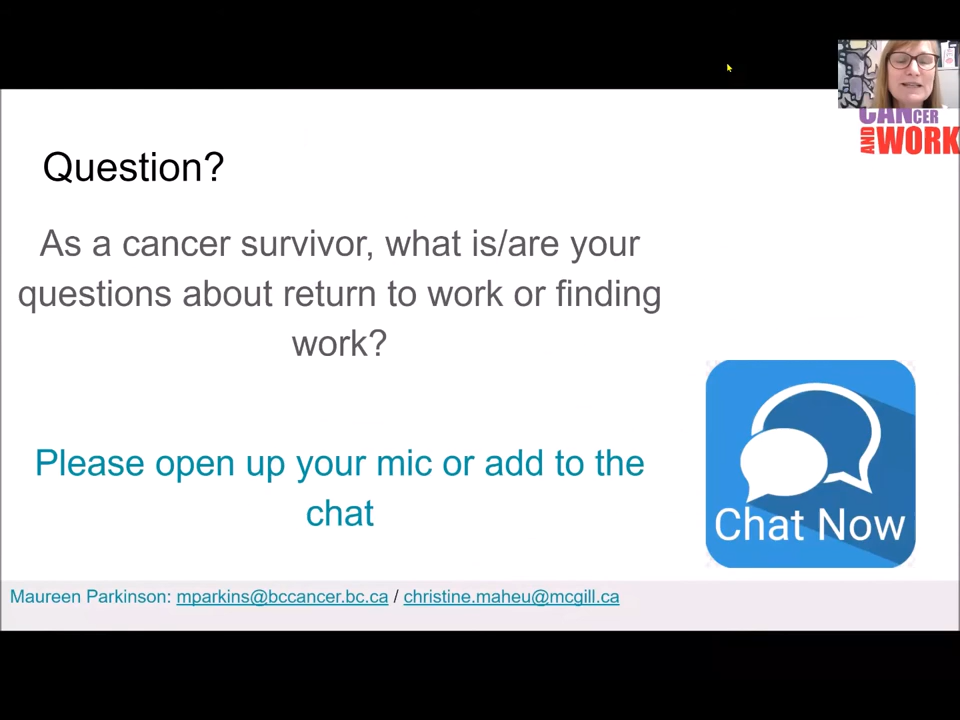 CANCER
AND WORK
Question?
As a cancer survivor, what is/are your
questions about return to work or finding
work?
Please open up your mic or add to the
chat
Chat Now
Maureen Parkinson: mparkins@bccancer.bc.ca / christine.maheu@mcgill.ca